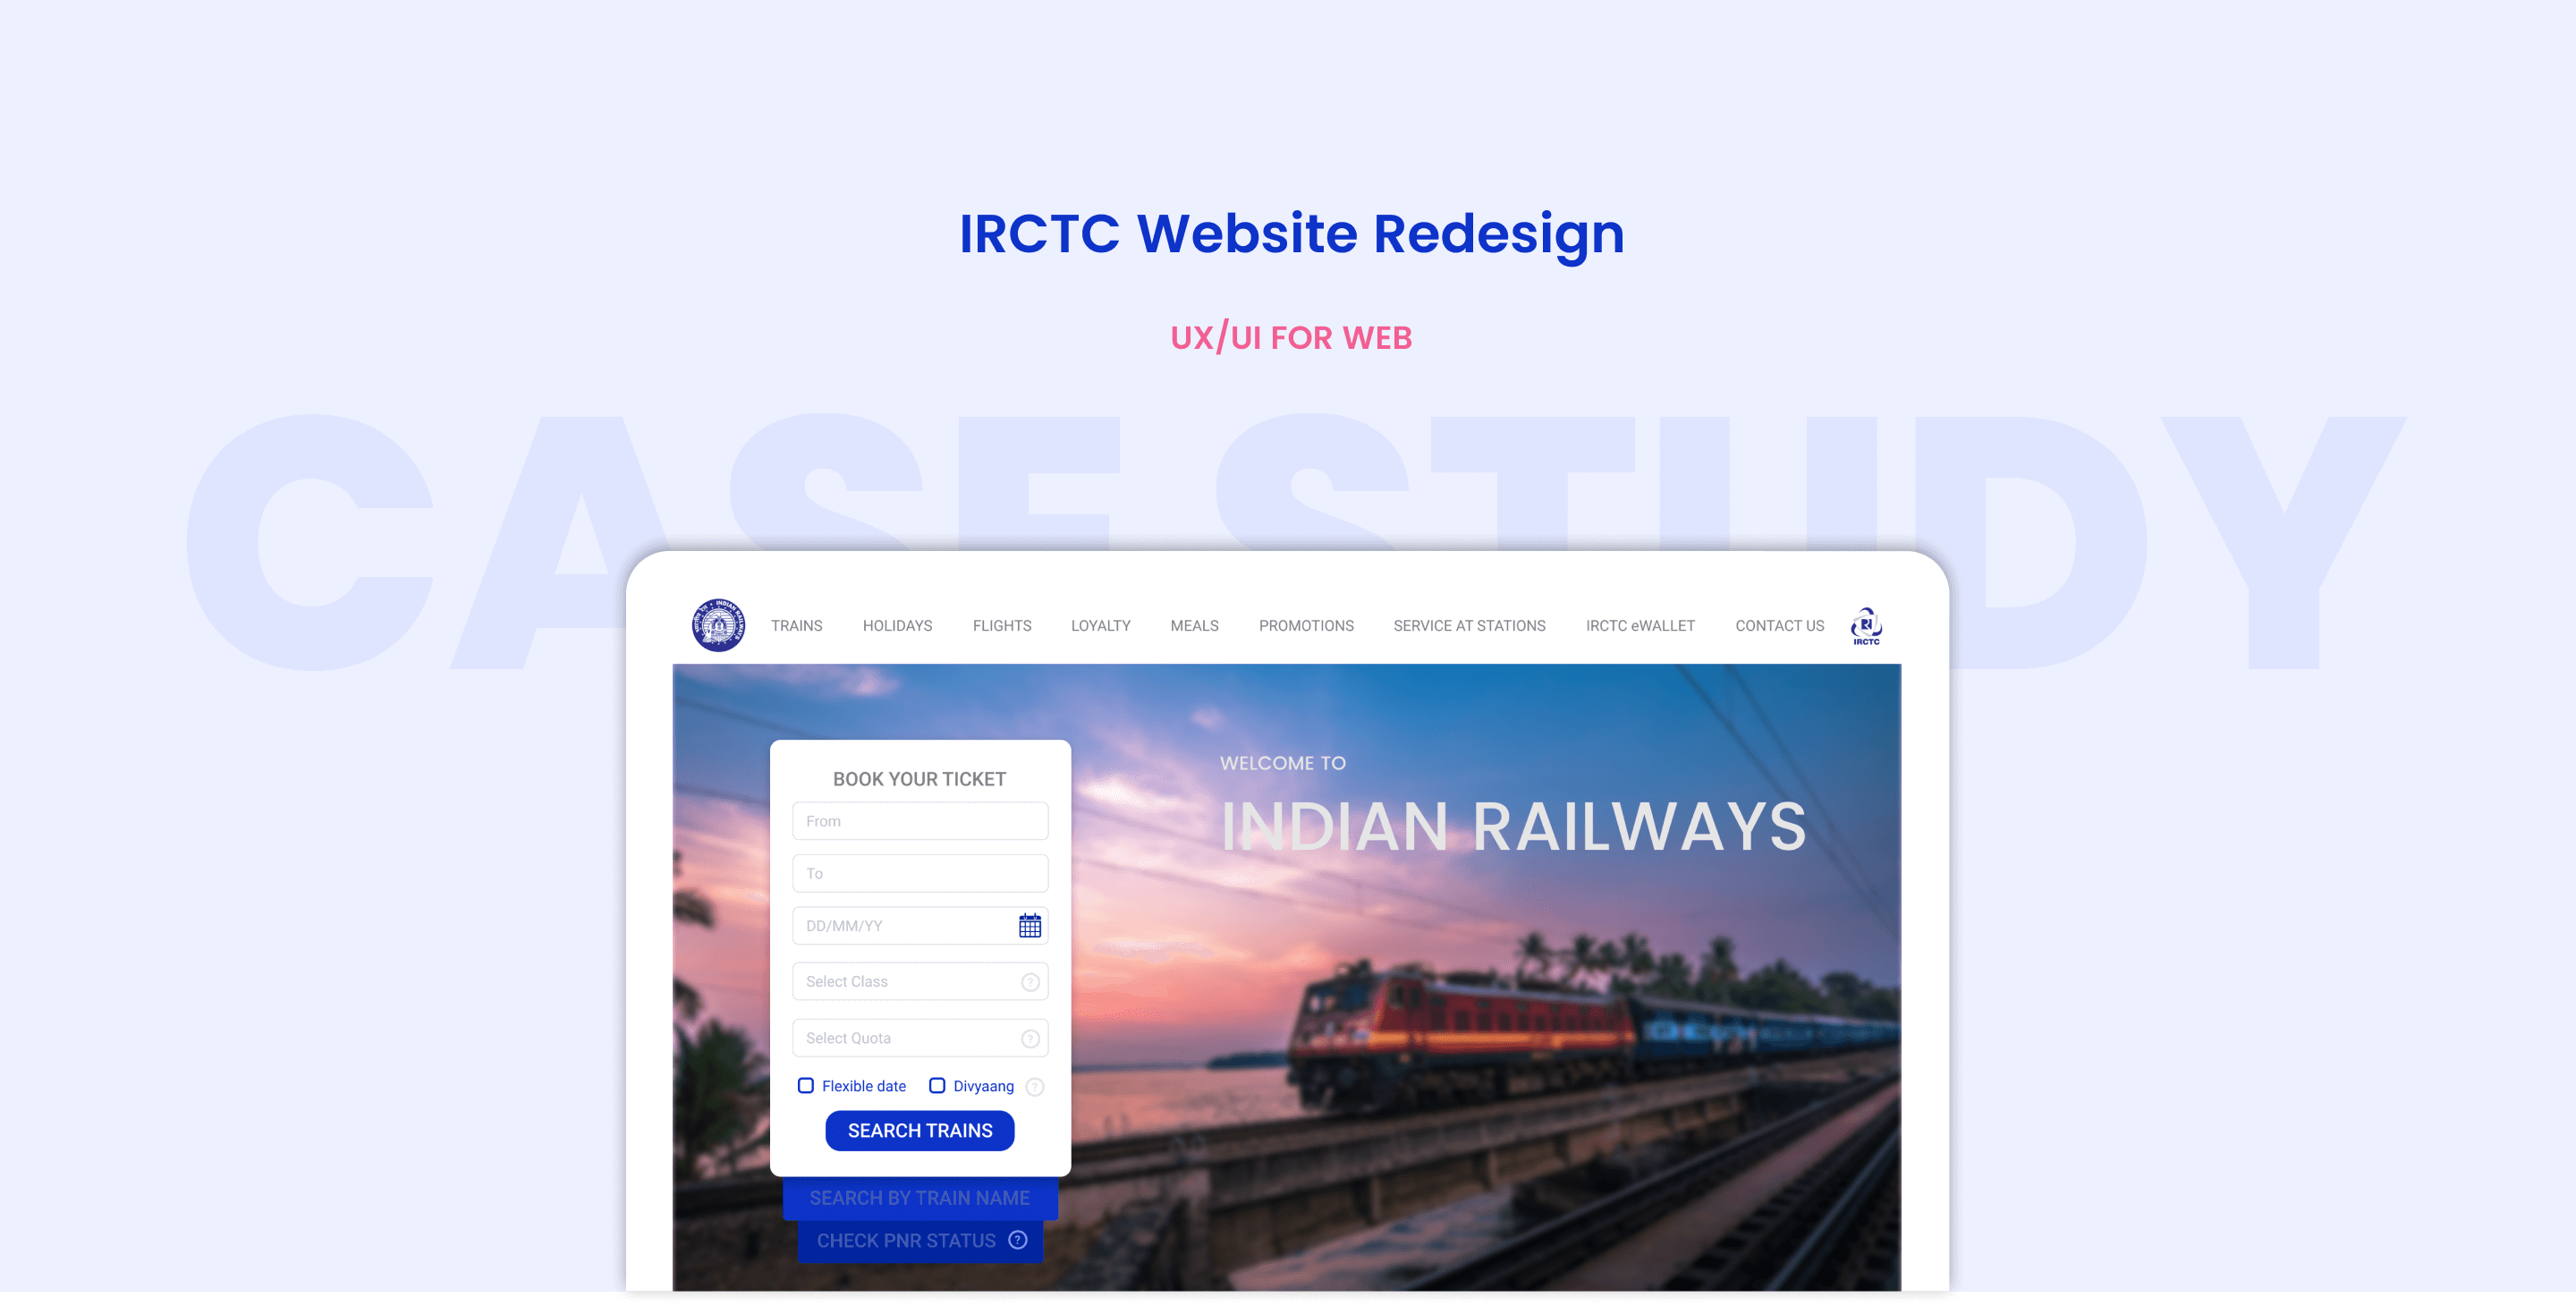 IRCTC Website Redesign
UX/UI FOR WEB
CASE STUDY
INDIAN RAILWAYS
TRAINS HOLIDAYS FLIGHTS LOYALTY MEALS PROMOTIONS SERVICE AT STATIONS IRCTC eWALLET CONTACT US
IRCTC
WELCOME TO
INDIAN RAILWAYS
BOOK YOUR TICKET
From
To
DD/MM/YY
Select Class ?
Select Quota ?
Flexible date Divyaang ?
SEARCH TRAINS
SEARCH BY TRAIN NAME
CHECK PNR STATUS ?